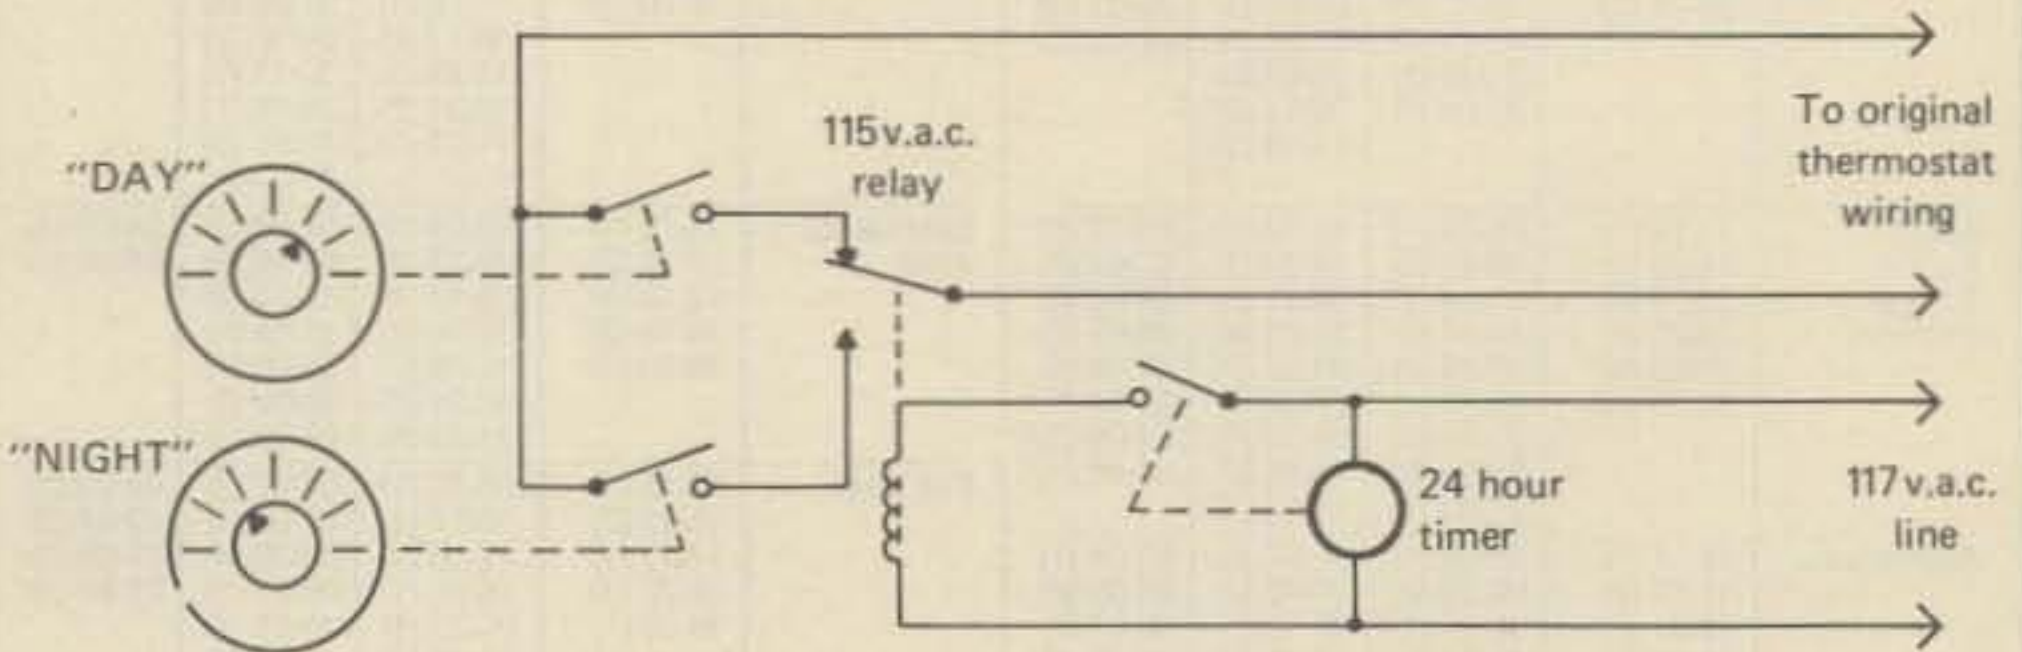 "DAY"
115v.a.c.
relay
To original
thermostat
wiring
"NIGHT"
24 hour
timer
117v.a.c.
line